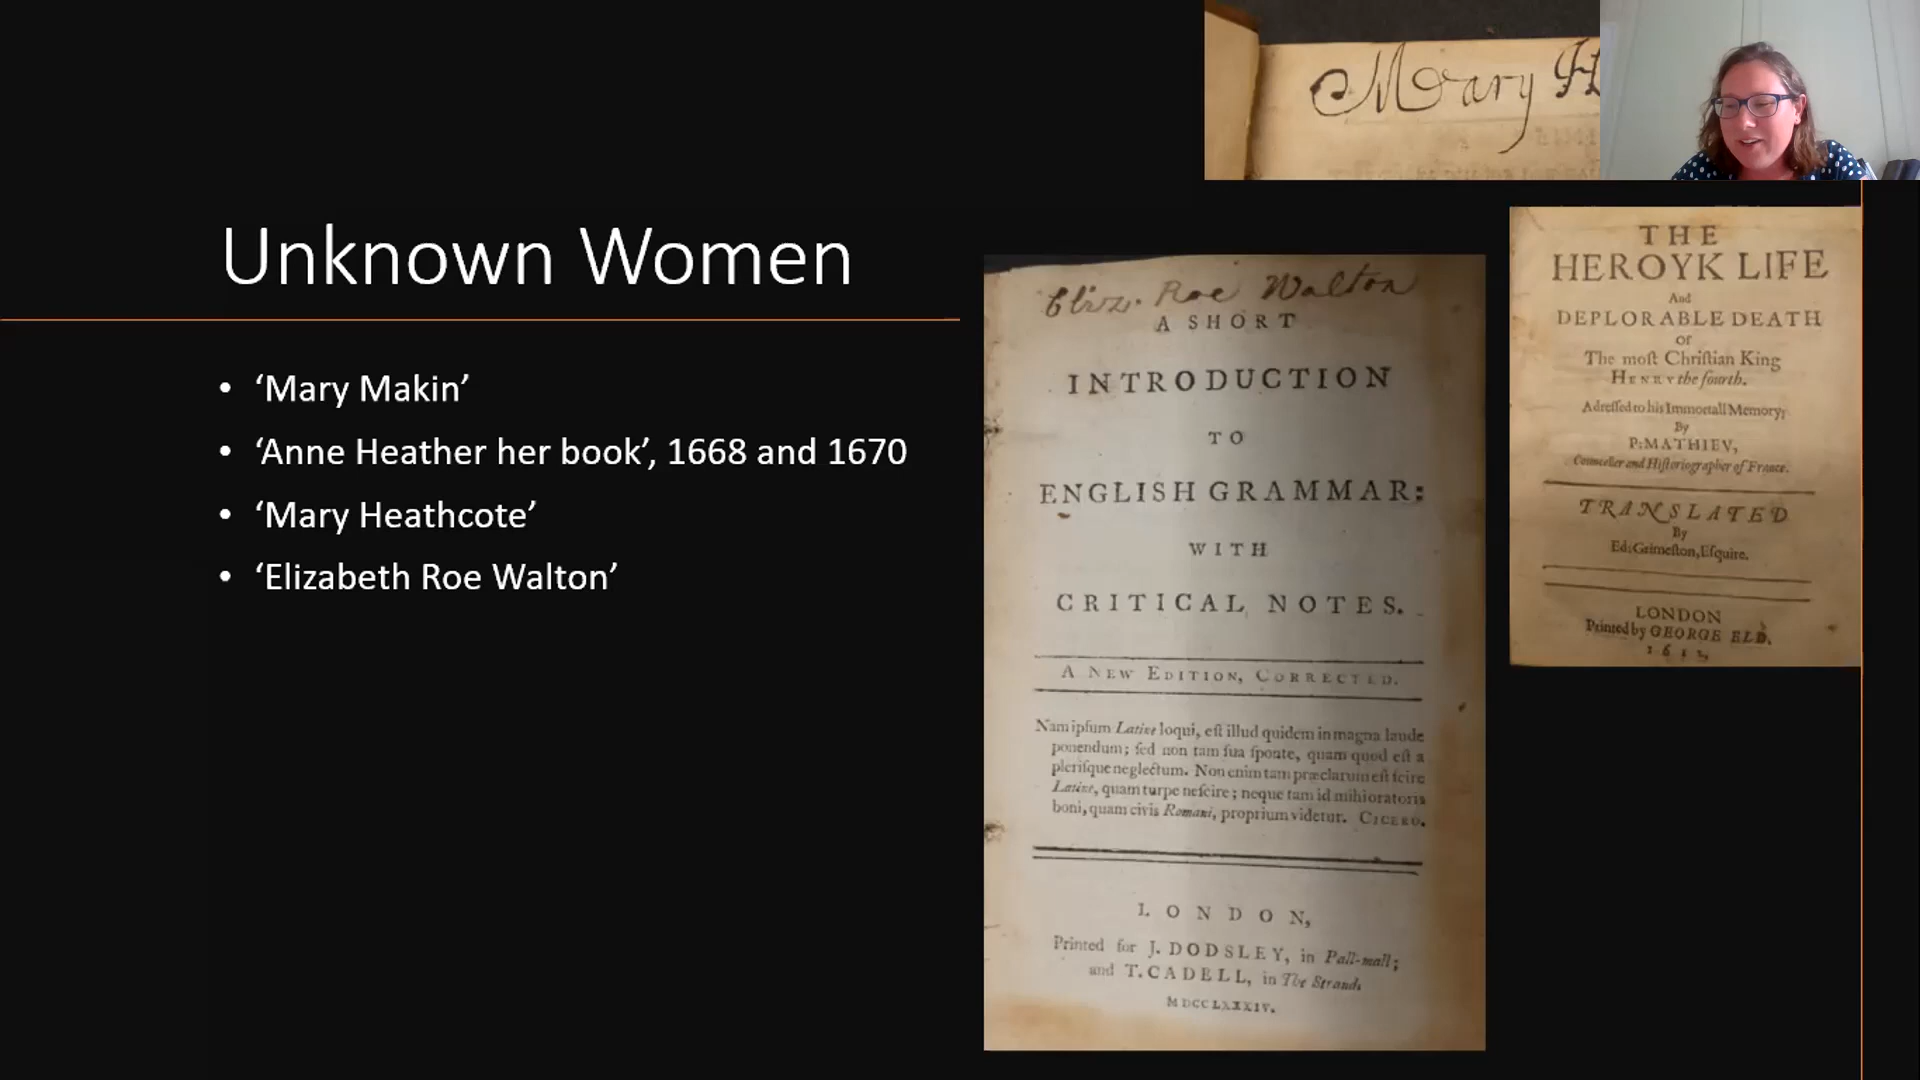 Mary H
Unknown Women
• ‘Mary Makin’
• ‘Anne Heather her book’, 1668 and 1670
• ‘Mary Heathcote’
• ‘Elizabeth Roe Walton’
Eliz. Roe Walton
A SHORT
INTRODUCTION
TO
ENGLISH GRAMMAR:
WITH
CRITICAL NOTES.
A NEW EDITION, CORRECTED.
Nam ipſum Latine loqui, eſt illud quidem in magna laude
ponendum; ſed non tam ſua ſponte, quam quod eſt a
pleriſque neglectum. Non enim tam præclarum eſt ſcire
Latine, quam turpe neſcire; neque tam id mihi oratoris
boni, quam civis Romani, proprium videtur. CICERO.
LONDON,
Printed for J. DODSLEY, in Pall-mall;
and T. CADELL, in The Strand.
MDCCLXXXIV.
THE
HEROYK LIFE
And
DEPLORABLE DEATH
Of
The moſt Chriſtian King
HENRY the fourth.
Adreſſed to his Immortall Memory;
By
P: MATHIEV,
Councellor and Hiſtoriographer of France.
TRANSLATED
By
Ed: Grimeſton, Eſquire.
LONDON
Printed by GEORGE ELD.
1612,